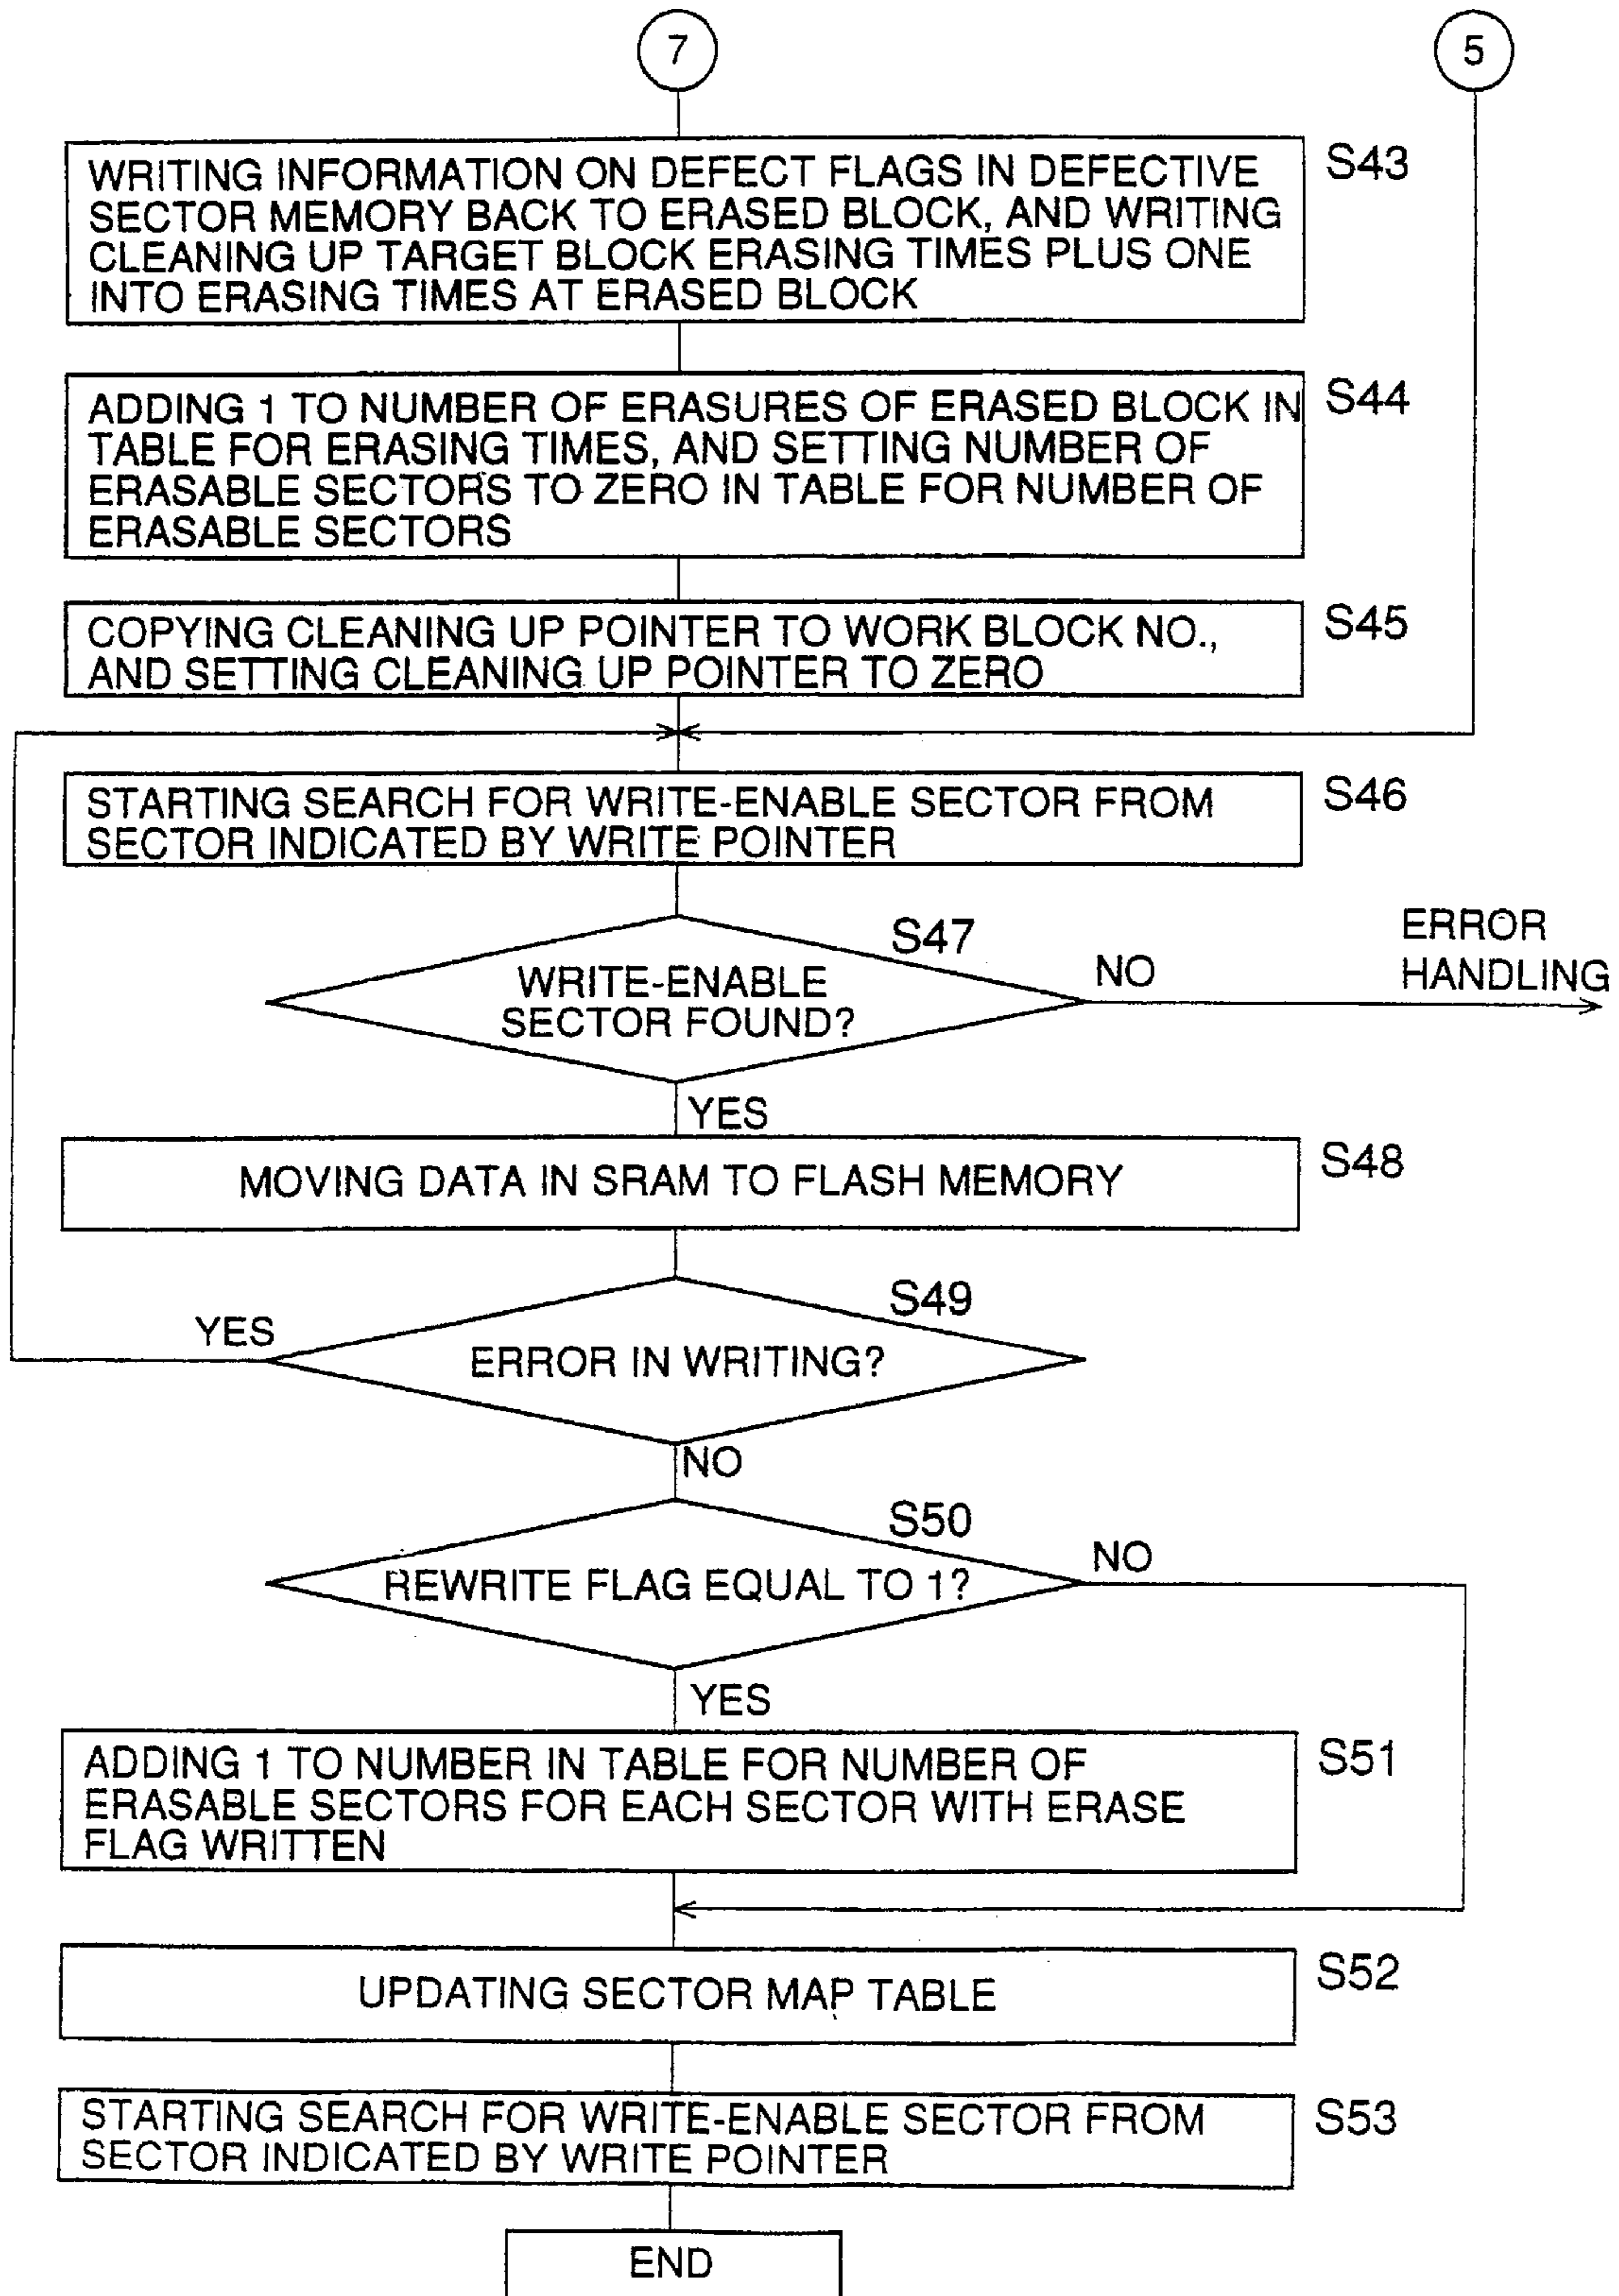 7
5
S43
WRITING INFORMATION ON DEFECT FLAGS IN DEFECTIVE
SECTOR MEMORY BACK TO ERASED BLOCK, AND WRITING
CLEANING UP TARGET BLOCK ERASING TIMES PLUS ONE
INTO ERASING TIMES AT ERASED BLOCK
S44
ADDING 1 TO NUMBER OF ERASURES OF ERASED BLOCK IN
TABLE FOR ERASING TIMES, AND SETTING NUMBER OF
ERASABLE SECTORS TO ZERO IN TABLE FOR NUMBER OF
ERASABLE SECTORS
S45
COPYING CLEANING UP POINTER TO WORK BLOCK NO.,
AND SETTING CLEANING UP POINTER TO ZERO
S46
STARTING SEARCH FOR WRITE-ENABLE SECTOR FROM
SECTOR INDICATED BY WRITE POINTER
S47
WRITE-ENABLE
SECTOR FOUND?
NO
ERROR
HANDLING
YES
S48
MOVING DATA IN SRAM TO FLASH MEMORY
S49
YES
ERROR IN WRITING?
NO
S50
REWRITE FLAG EQUAL TO 1?
NO
YES
S51
ADDING 1 TO NUMBER IN TABLE FOR NUMBER OF
ERASABLE SECTORS FOR EACH SECTOR WITH ERASE
FLAG WRITTEN
S52
UPDATING SECTOR MAP TABLE
S53
STARTING SEARCH FOR WRITE-ENABLE SECTOR FROM
SECTOR INDICATED BY WRITE POINTER
END